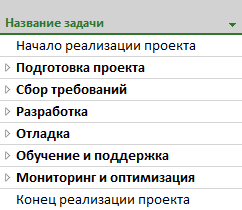 Название задачи
Начало реализации проекта
Подготовка проекта
Сбор требований
Разработка
Отладка
Обучение и поддержка
Мониторинг и оптимизация
Конец реализации проекта